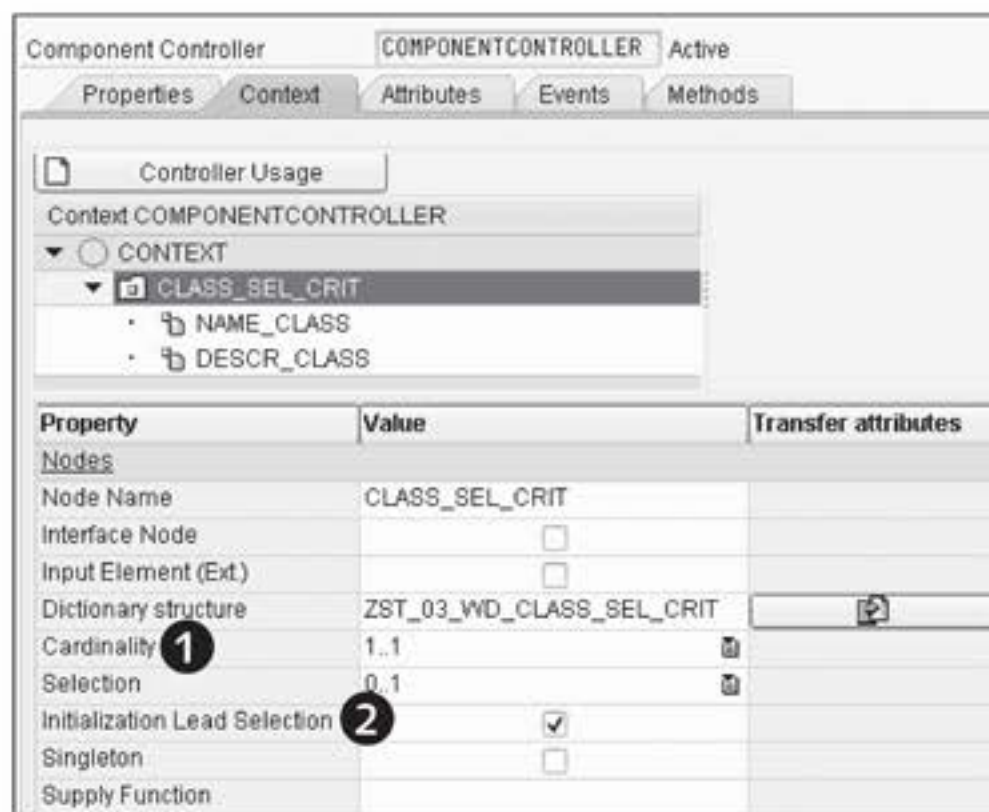 Component Controller COMPONENTCONTROLLER Active
Properties Context Attributes Events Methods
Controller Usage
Context COMPONENTCONTROLLER
CONTEXT
CLASS_SEL_CRIT
NAME_CLASS
DESCR_CLASS
Property Value Transfer attributes
Nodes
Node Name CLASS_SEL_CRIT
Interface Node
Input Element (Ext.)
Dictionary structure ZST_03_WD_CLASS_SEL_CRIT
Cardinality 1 1..1
Selection 0..1
Initialization Lead Selection 2
Singleton
Supply Function